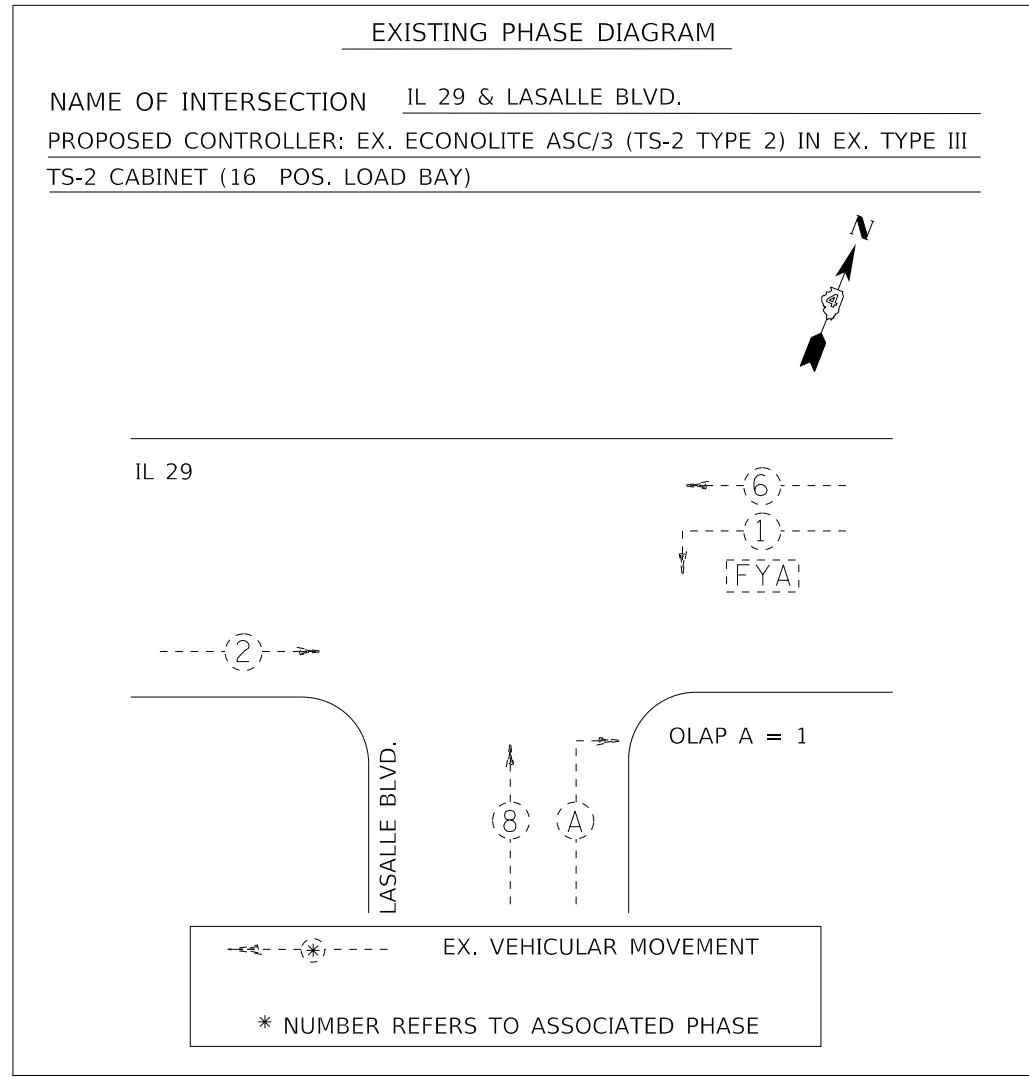 EXISTING PHASE DIAGRAM
NAME OF INTERSECTION IL 29 & LASALLE BLVD.
PROPOSED CONTROLLER: EX. ECONOLITE ASC/3 (TS-2 TYPE 2) IN EX. TYPE III
TS-2 CABINET (16 POS. LOAD BAY)
N
4
IL 29
6
1
FYA
2
OLAP A = 1
LASALLE BLVD.
8 A
* EX. VEHICULAR MOVEMENT
* NUMBER REFERS TO ASSOCIATED PHASE